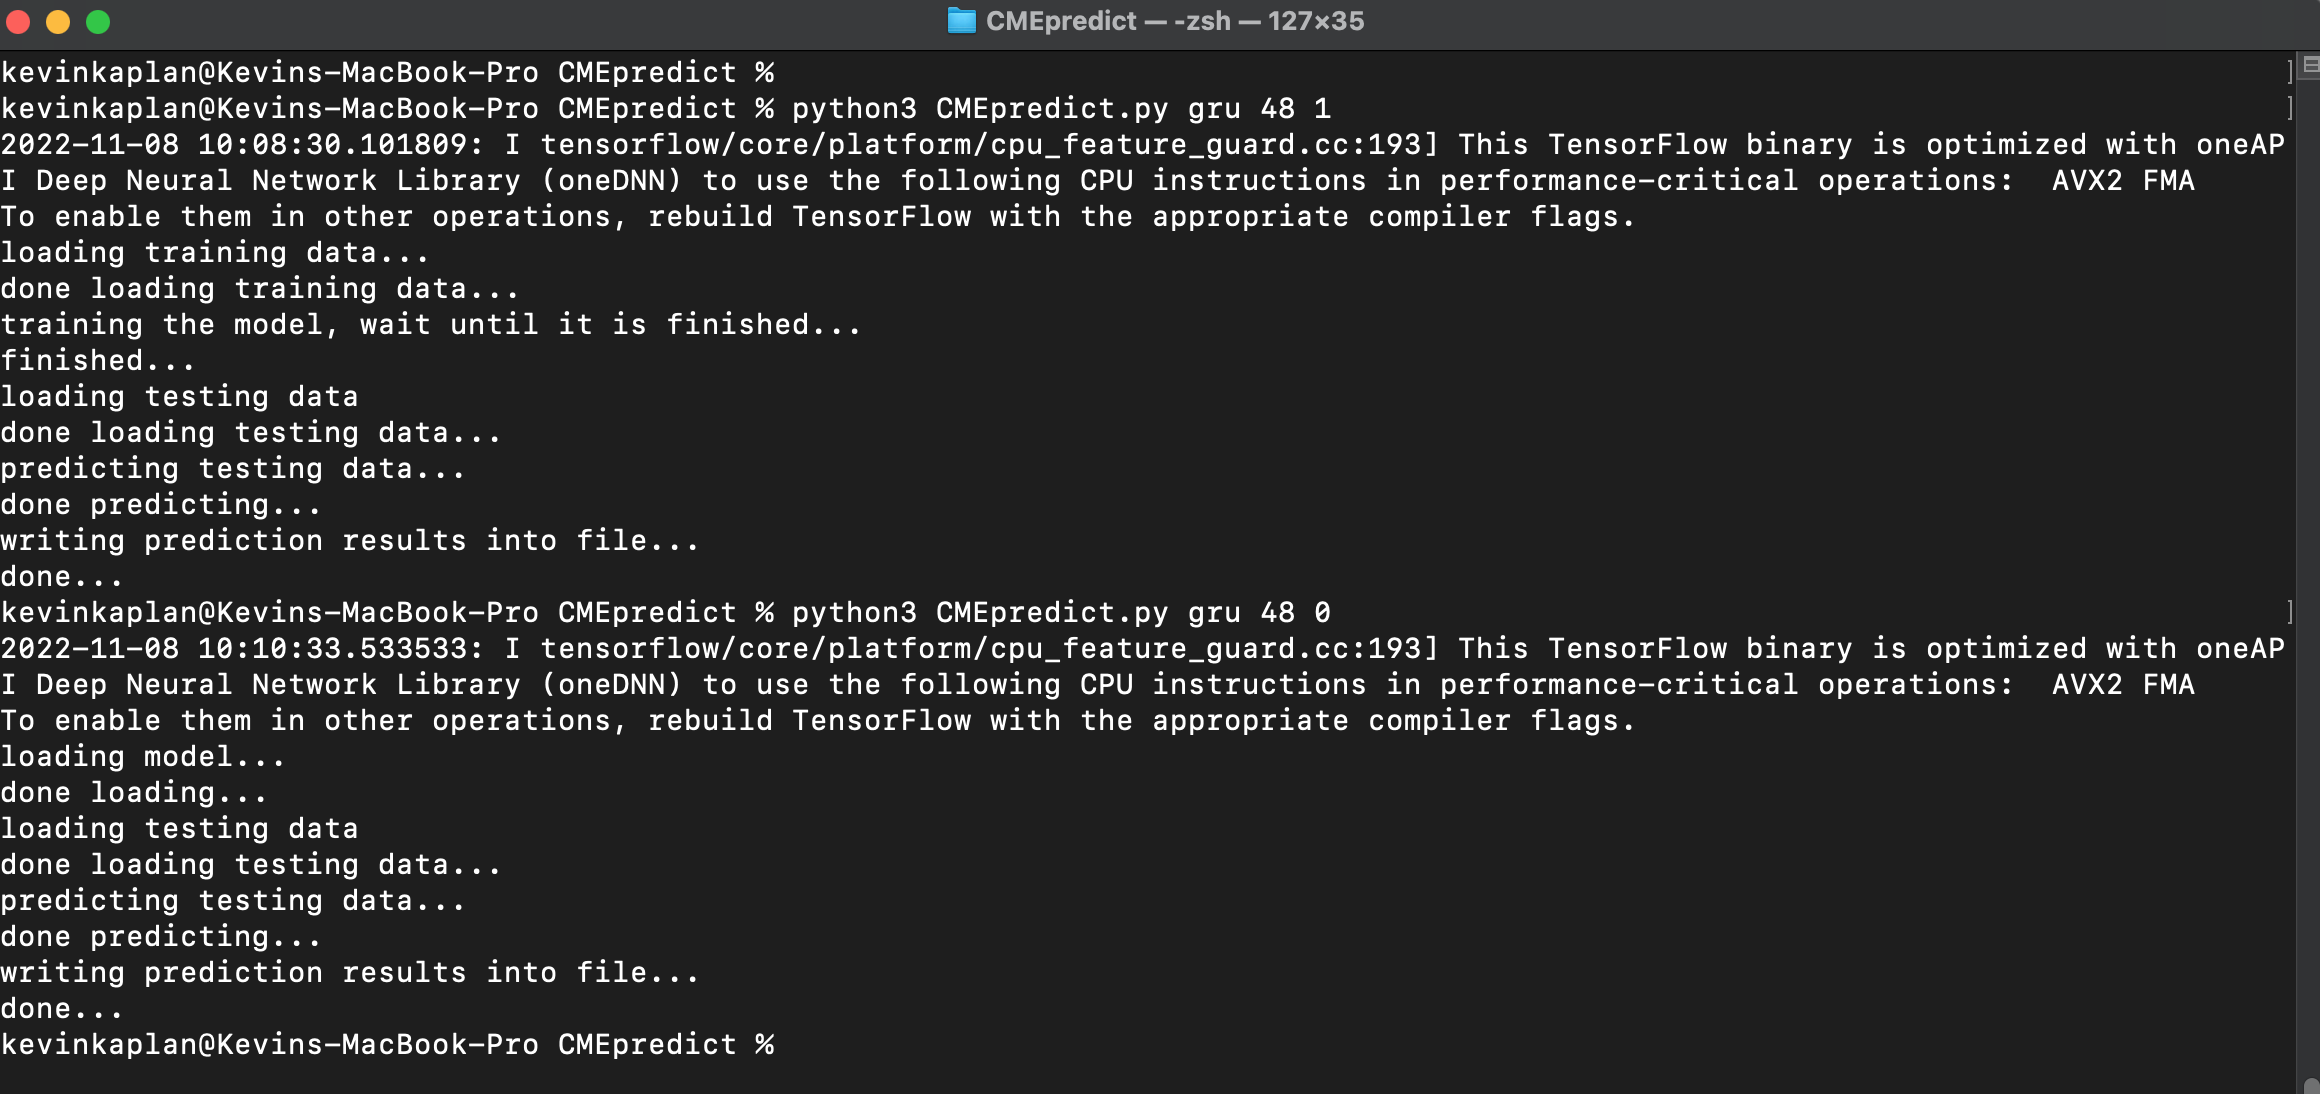 CMEpredict — -zsh — 127×35
kevinkaplan@Kevins-MacBook-Pro CMEpredict %
kevinkaplan@Kevins-MacBook-Pro CMEpredict % python3 CMEpredict.py gru 48 1
2022-11-08 10:08:30.101809: I tensorflow/core/platform/cpu_feature_guard.cc:193] This TensorFlow binary is optimized with oneAP
I Deep Neural Network Library (oneDNN) to use the following CPU instructions in performance-critical operations:  AVX2 FMA
To enable them in other operations, rebuild TensorFlow with the appropriate compiler flags.
loading training data...
done loading training data...
training the model, wait until it is finished...
finished...
loading testing data
done loading testing data...
predicting testing data...
done predicting...
writing prediction results into file...
done...
kevinkaplan@Kevins-MacBook-Pro CMEpredict % python3 CMEpredict.py gru 48 0
2022-11-08 10:10:33.533533: I tensorflow/core/platform/cpu_feature_guard.cc:193] This TensorFlow binary is optimized with oneAP
I Deep Neural Network Library (oneDNN) to use the following CPU instructions in performance-critical operations:  AVX2 FMA
To enable them in other operations, rebuild TensorFlow with the appropriate compiler flags.
loading model...
done loading...
loading testing data
done loading testing data...
predicting testing data...
done predicting...
writing prediction results into file...
done...
kevinkaplan@Kevins-MacBook-Pro CMEpredict %